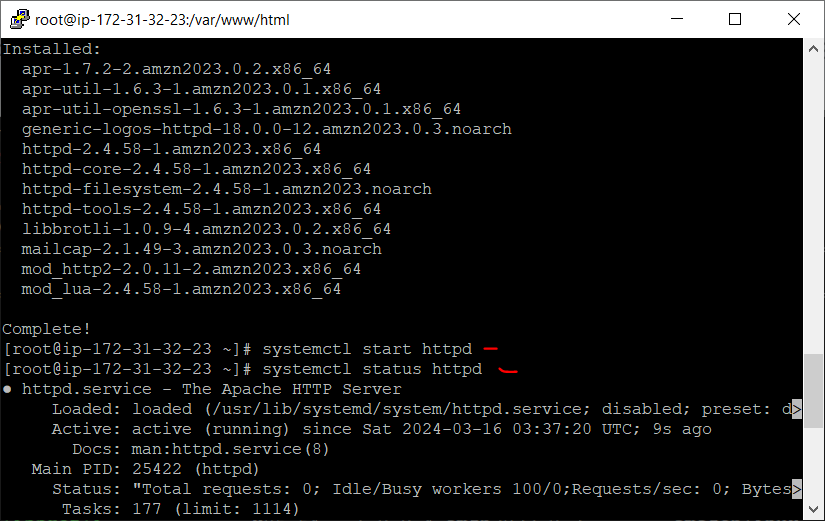 root@ip-172-31-32-23:/var/www/html
Installed:
  apr-1.7.2-2.amzn2023.0.2.x86_64
  apr-util-1.6.3-1.amzn2023.0.1.x86_64
  apr-util-openssl-1.6.3-1.amzn2023.0.1.x86_64
  generic-logos-httpd-18.0.0-12.amzn2023.0.3.noarch
  httpd-2.4.58-1.amzn2023.x86_64
  httpd-core-2.4.58-1.amzn2023.x86_64
  httpd-filesystem-2.4.58-1.amzn2023.noarch
  httpd-tools-2.4.58-1.amzn2023.x86_64
  libbrotli-1.0.9-4.amzn2023.0.2.x86_64
  mailcap-2.1.49-3.amzn2023.0.3.noarch
  mod_http2-2.0.11-2.amzn2023.x86_64
  mod_lua-2.4.58-1.amzn2023.x86_64
Complete!
[root@ip-172-31-32-23 ~]# systemctl start httpd
[root@ip-172-31-32-23 ~]# systemctl status httpd
● httpd.service - The Apache HTTP Server
     Loaded: loaded (/usr/lib/systemd/system/httpd.service; disabled; preset: d>
     Active: active (running) since Sat 2024-03-16 03:37:20 UTC; 9s ago
       Docs: man:httpd.service(8)
   Main PID: 25422 (httpd)
     Status: "Total requests: 0; Idle/Busy workers 100/0;Requests/sec: 0; Bytes>
      Tasks: 177 (limit: 1114)